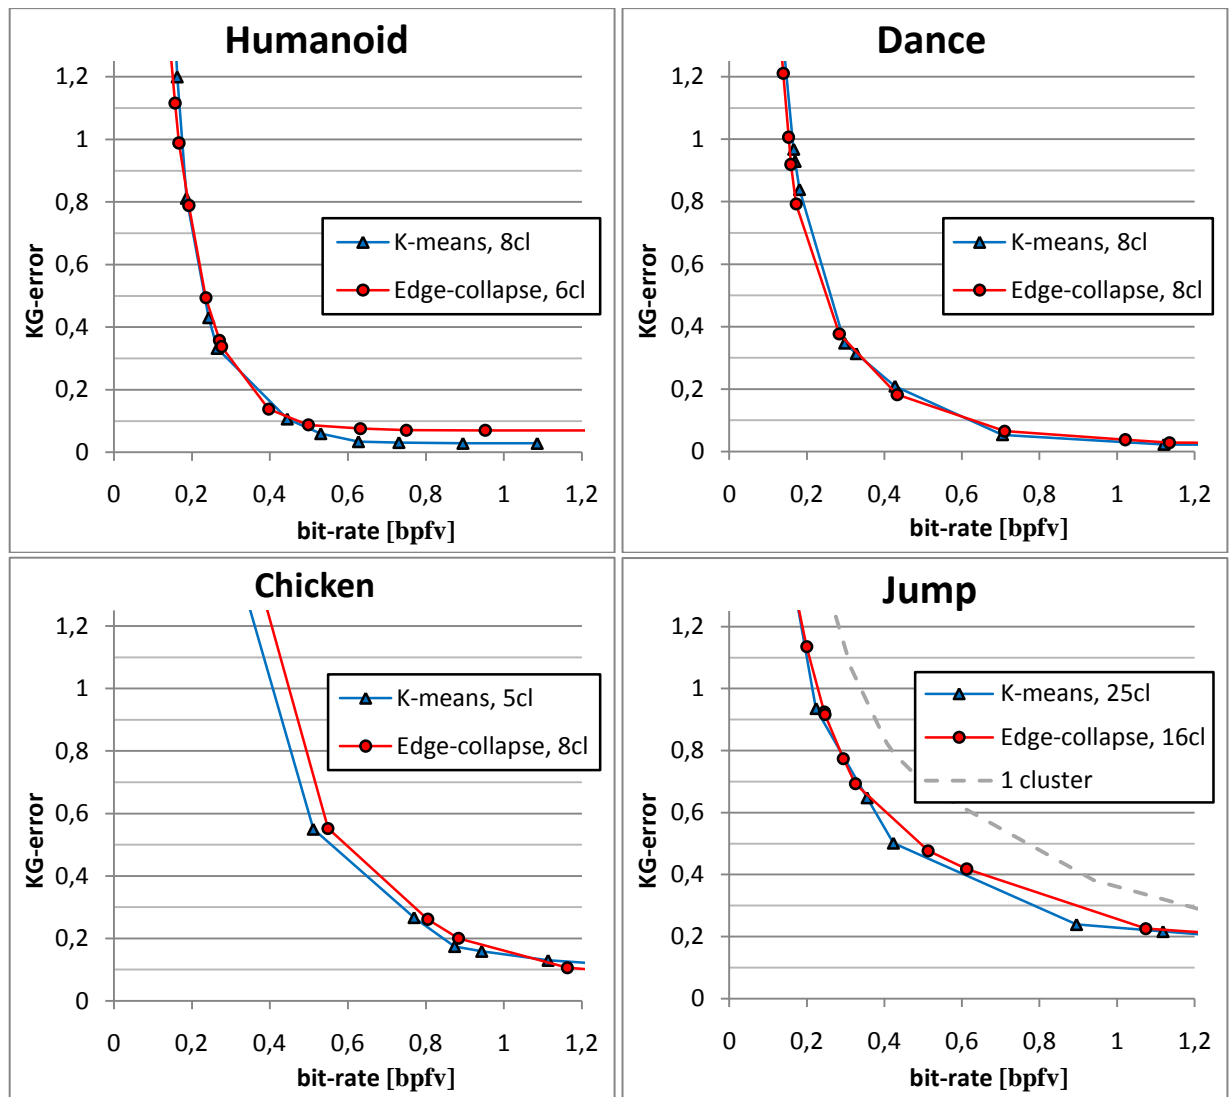 Humanoid
1,2
1
0,8
0,6
0,4
0,2
0
KG-error
K-means, 8cl
Edge-collapse, 6cl
0 0,2 0,4 0,6 0,8 1 1,2
bit-rate [bpfv]
Dance
1,2
1
0,8
0,6
0,4
0,2
0
KG-error
K-means, 8cl
Edge-collapse, 8cl
0 0,2 0,4 0,6 0,8 1 1,2
bit-rate [bpfv]
Chicken
1,2
1
0,8
0,6
0,4
0,2
0
KG-error
K-means, 5cl
Edge-collapse, 8cl
0 0,2 0,4 0,6 0,8 1 1,2
bit-rate [bpfv]
Jump
1,2
1
0,8
0,6
0,4
0,2
0
KG-error
K-means, 25cl
Edge-collapse, 16cl
1 cluster
0 0,2 0,4 0,6 0,8 1 1,2
bit-rate [bpfv]